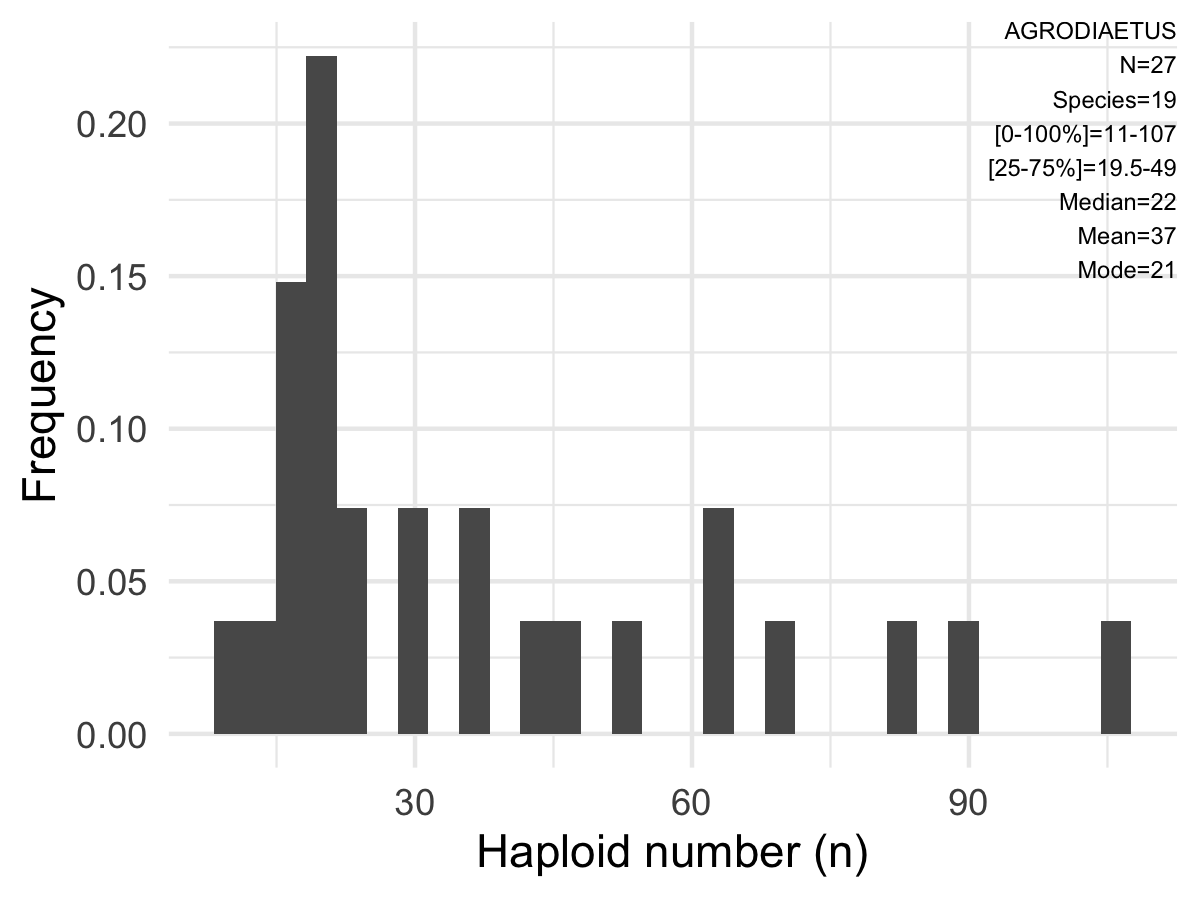 AGRODIAETUS
N=27
Species=19
[0-100%]=11-107
[25-75%]=19.5-49
Median=22
Mean=37
Mode=21
Frequency
0.20
0.15
0.10
0.05
0.00
30 60 90
Haploid number (n)